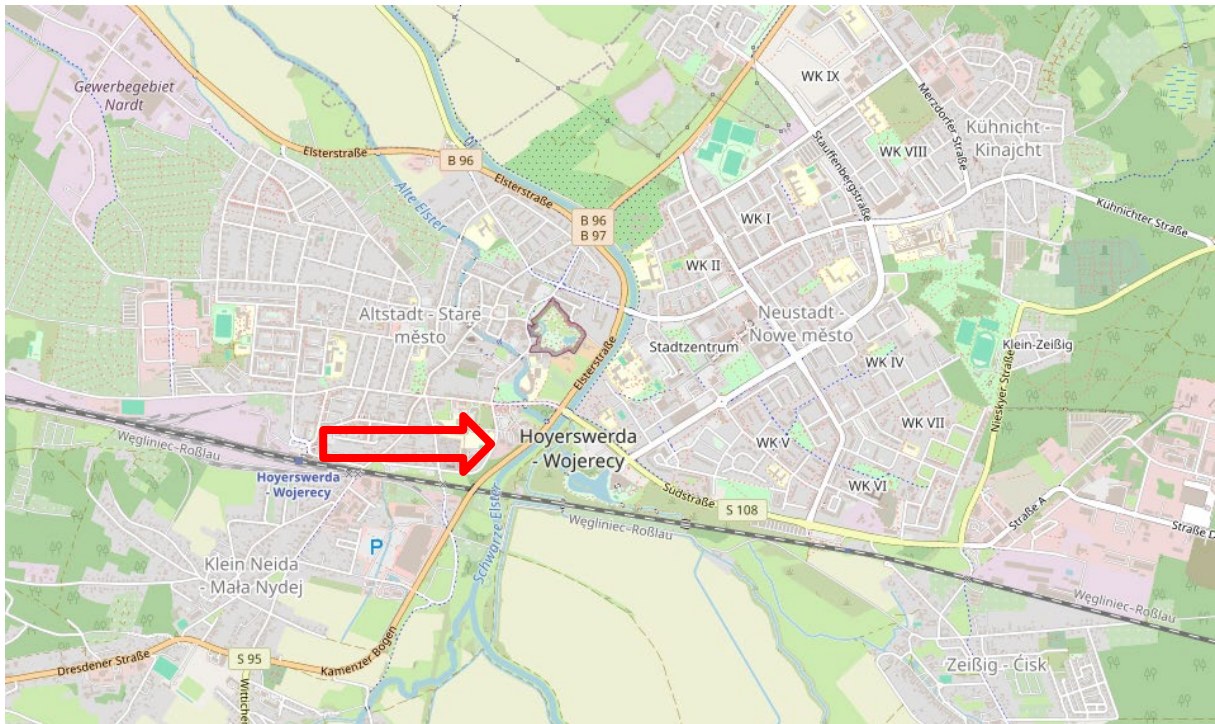 Gewerbegebiet
Nardt
Elsterstraße
B 96
Alte Elster
Elsterstraße
B 96
B 97
WK IX
Merzdorfer Straße
Kühnicht -
Kinajcht
WK VIII
Stauffenbergstraße
WK I
Kühnichter Straße
WK II
Altstadt - Stare
město
Neustadt -
Nowe město
Stadtzentrum
Klein-Zeißig
Elsterstraße
WK IV
Nieskyer Straße
WK VII
Węgliniec–Roßlau
Hoyerswerda
- Wojerecy
Hoyerswerda
- Wojerecy
WK V
WK VI
Südstraße
S 108
Straße A
Straße D
Węgliniec–Roßlau
P
Schwarze Elster
Klein Neida
- Mała Nydej
Węgliniec–Roßlau
Kamenzer Bogen
S 95
Dresdener Straße
Wittiche
Zeißig - Ćisk